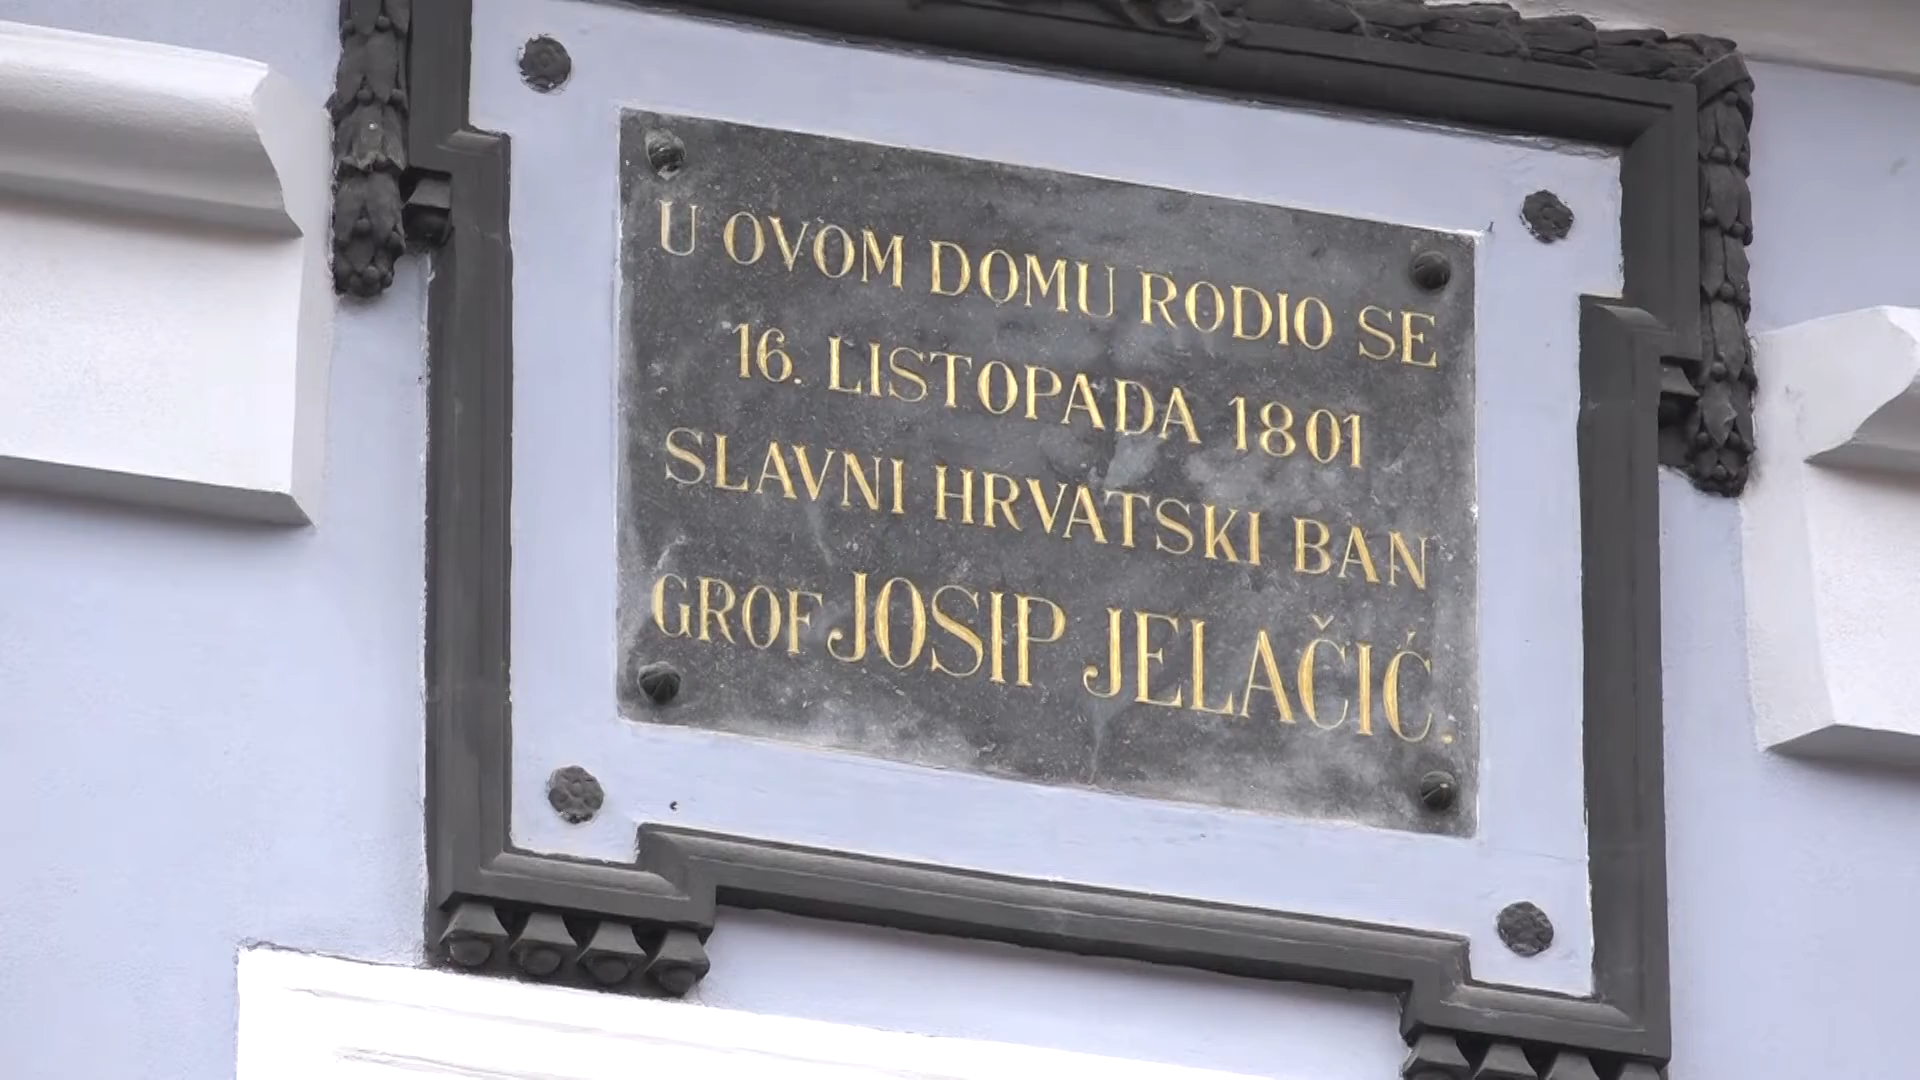 U OVOM DOMU RODIO SE
16. LISTOPADA 1801
SLAVNI HRVATSKI BAN
GROF JOSIP JELAČIĆ.